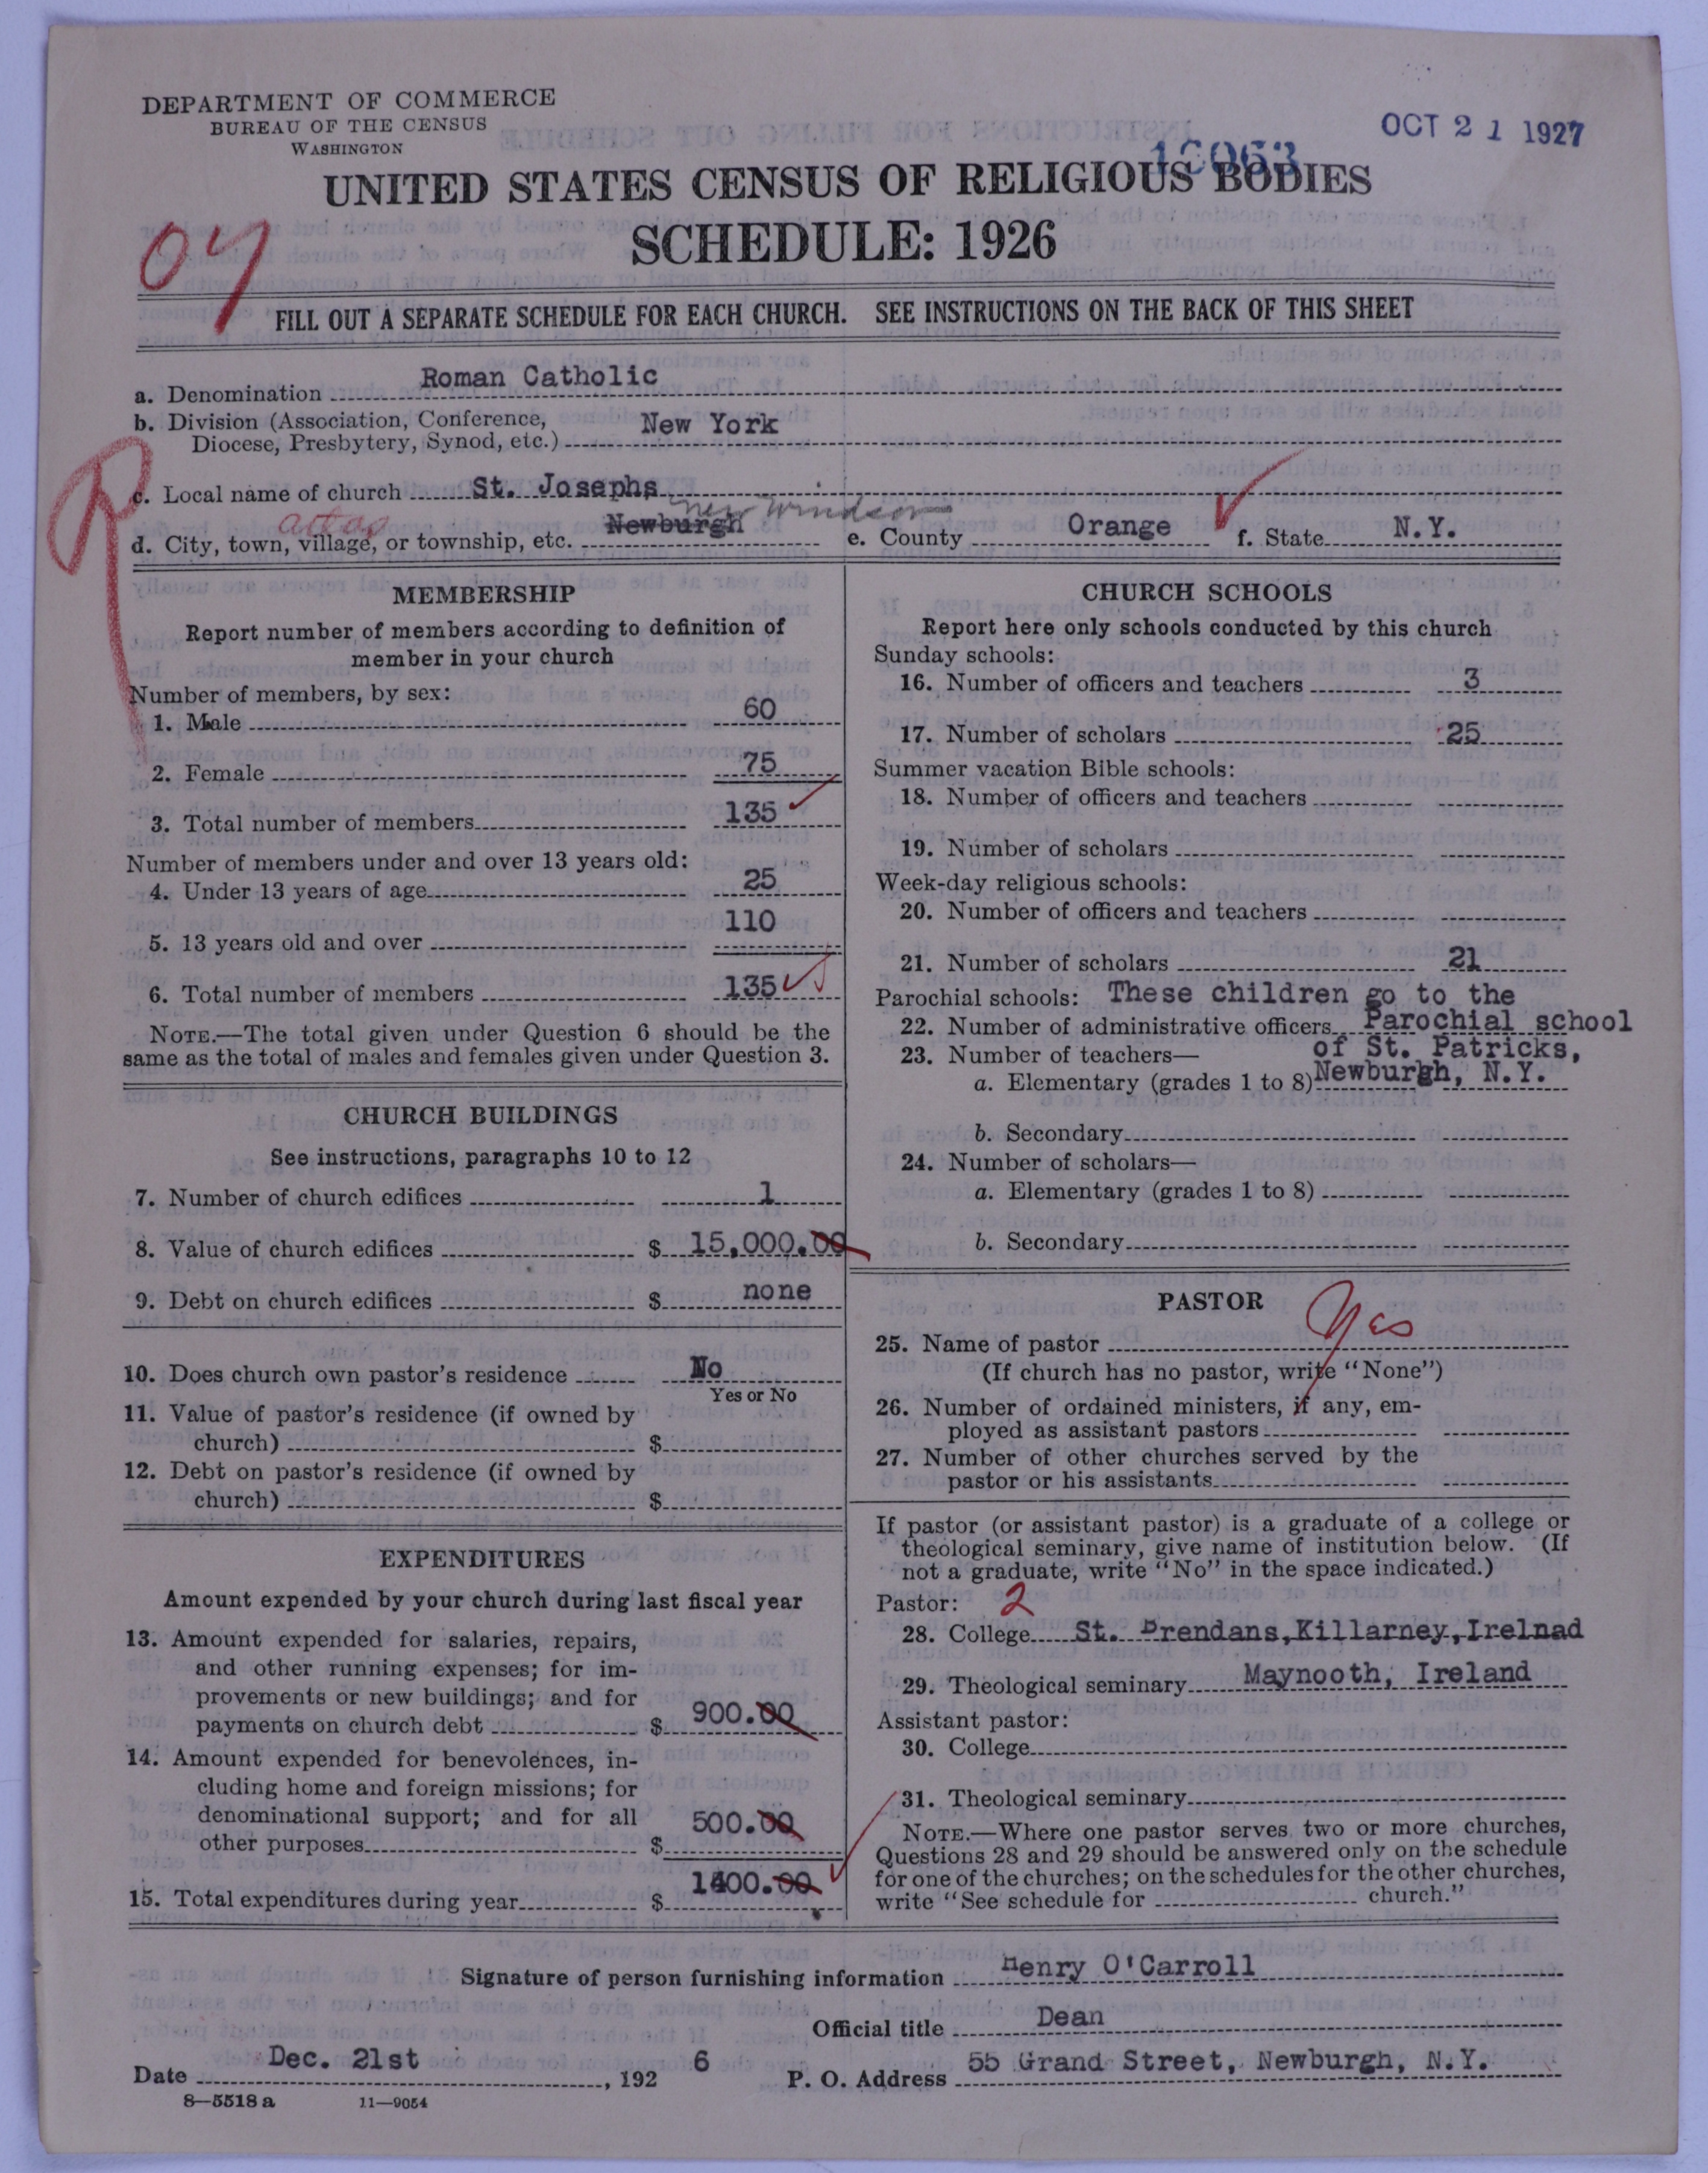 DEPARTMENT OF COMMERCE
BUREAU OF THE CENSUS
WASHINGTON
OCT 21 1927
UNITED STATES CENSUS OF RELIGIOUS BODIES
SCHEDULE: 1926
FILL OUT A SEPARATE SCHEDULE FOR EACH CHURCH. SEE INSTRUCTIONS ON THE BACK OF THIS SHEET
a. Denomination Roman Catholic
b. Division (Association, Conference, Diocese, Presbytery, Synod, etc.) New York
c. Local name of church St. Josephs
new Windsor
d. City, town, village, or township, etc. Newburgh e. County Orange f. State N.Y.
MEMBERSHIP
Report number of members according to definition of
member in your church
Number of members, by sex:
1. Male 60
2. Female 75
3. Total number of members 135
Number of members under and over 13 years old:
4. Under 13 years of age 25
5. 13 years old and over 110
6. Total number of members 135
NOTE.—The total given under Question 6 should be the
same as the total of males and females given under Question 3.
CHURCH BUILDINGS
See instructions, paragraphs 10 to 12
7. Number of church edifices 1
8. Value of church edifices $ 15,000.00
9. Debt on church edifices $ none
10. Does church own pastor's residence No
Yes or No
11. Value of pastor's residence (if owned by
church) $
12. Debt on pastor's residence (if owned by
church) $
EXPENDITURES
Amount expended by your church during last fiscal year
13. Amount expended for salaries, repairs,
and other running expenses; for im-
provements or new buildings; and for
payments on church debt $ 900.00
14. Amount expended for benevolences, in-
cluding home and foreign missions; for
denominational support; and for all
other purposes $ 500.00
15. Total expenditures during year $ 1400.00
CHURCH SCHOOLS
Report here only schools conducted by this church
Sunday schools:
16. Number of officers and teachers 3
17. Number of scholars 25
Summer vacation Bible schools:
18. Number of officers and teachers
19. Number of scholars
Week-day religious schools:
20. Number of officers and teachers
21. Number of scholars 21
Parochial schools: These children go to the
22. Number of administrative officers Parochial school
23. Number of teachers— of St. Patricks,
a. Elementary (grades 1 to 8) Newburgh, N.Y.
b. Secondary
24. Number of scholars—
a. Elementary (grades 1 to 8)
b. Secondary
PASTOR
25. Name of pastor Yes
(If church has no pastor, write "None")
26. Number of ordained ministers, if any, em-
ployed as assistant pastors
27. Number of other churches served by the
pastor or his assistants
If pastor (or assistant pastor) is a graduate of a college or
theological seminary, give name of institution below. (If
not a graduate, write "No" in the space indicated.)
Pastor: 2
28. College St. Brendans, Killarney, Irelnad
29. Theological seminary Maynooth, Ireland
Assistant pastor:
30. College
31. Theological seminary
NOTE.—Where one pastor serves two or more churches,
Questions 28 and 29 should be answered only on the schedule
for one of the churches; on the schedules for the other churches,
write "See schedule for church."
Signature of person furnishing information Henry O'Carroll
Official title Dean
Date Dec. 21st, 192 6 P. O. Address 55 Grand Street, Newburgh, N.Y.
8—5518 a 11—9054